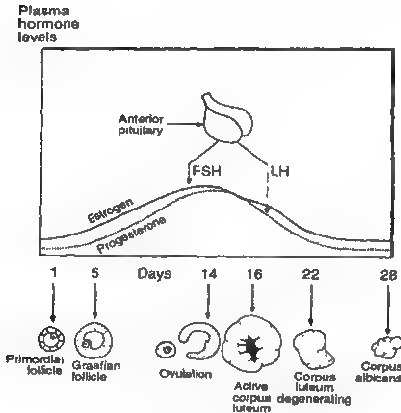 Plasma
hormone
levels
Anterior
pituitary
FSH
LH
Estrogen
Progesterone
1
5
Days
14
16
22
28
Primordial
follicle
Graafian
follicle
Ovulation
Active
corpus
luteum
Corpus
luteum
degenerating
Corpus
albicans